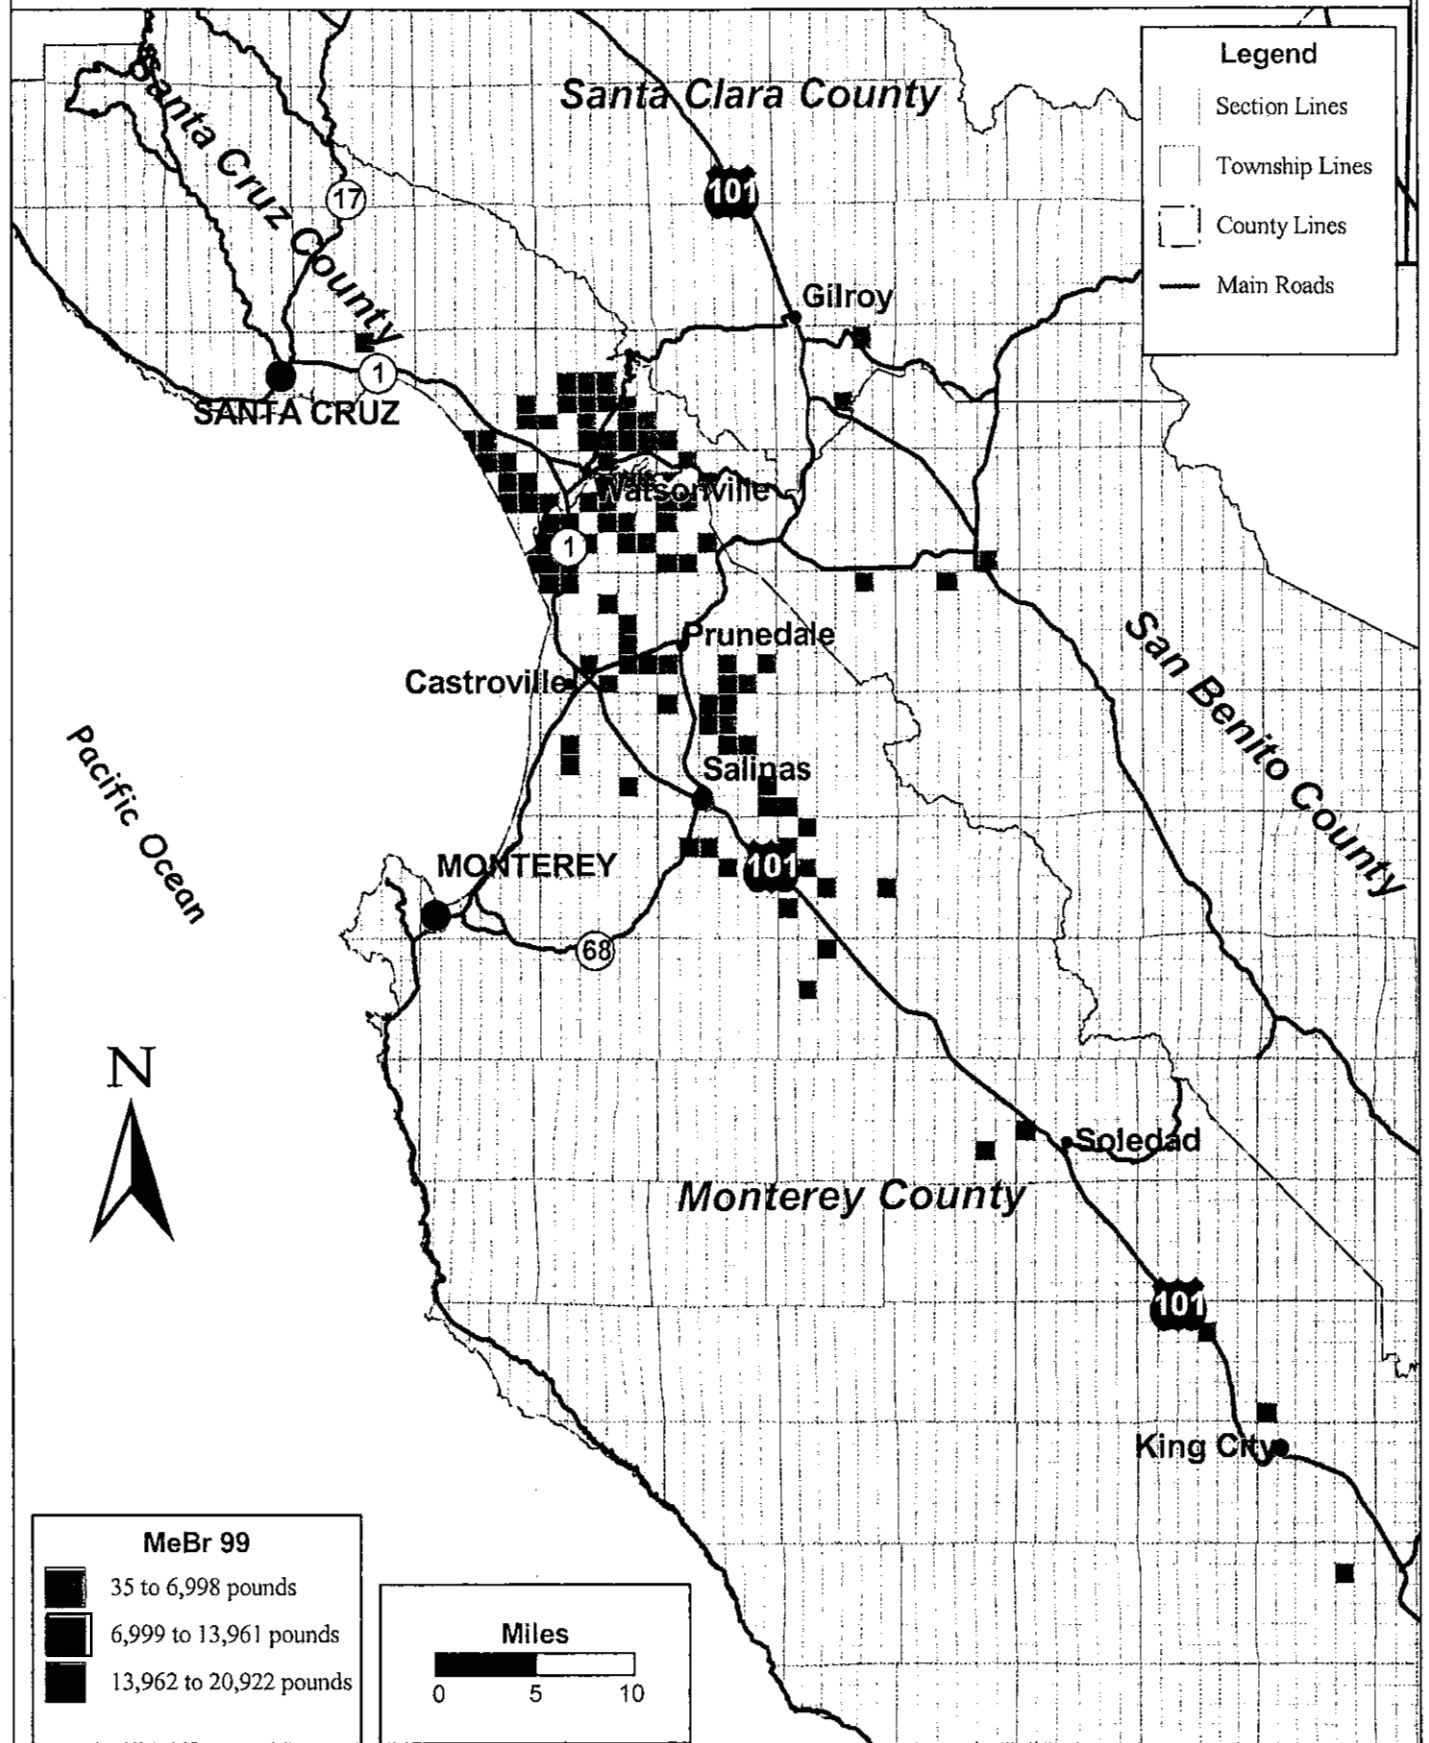 Legend
Section Lines
Township Lines
County Lines
Main Roads
Santa Clara County
Santa Cruz County
17
101
Gilroy
1
SANTA CRUZ
Watsonville
1
Prunedale
Castroville
San Benito County
Pacific Ocean
Salinas
MONTEREY
101
68
N
Soledad
Monterey County
101
King City
MeBr 99
35 to 6,998 pounds
6,999 to 13,961 pounds
13,962 to 20,922 pounds
Miles
0 5 10